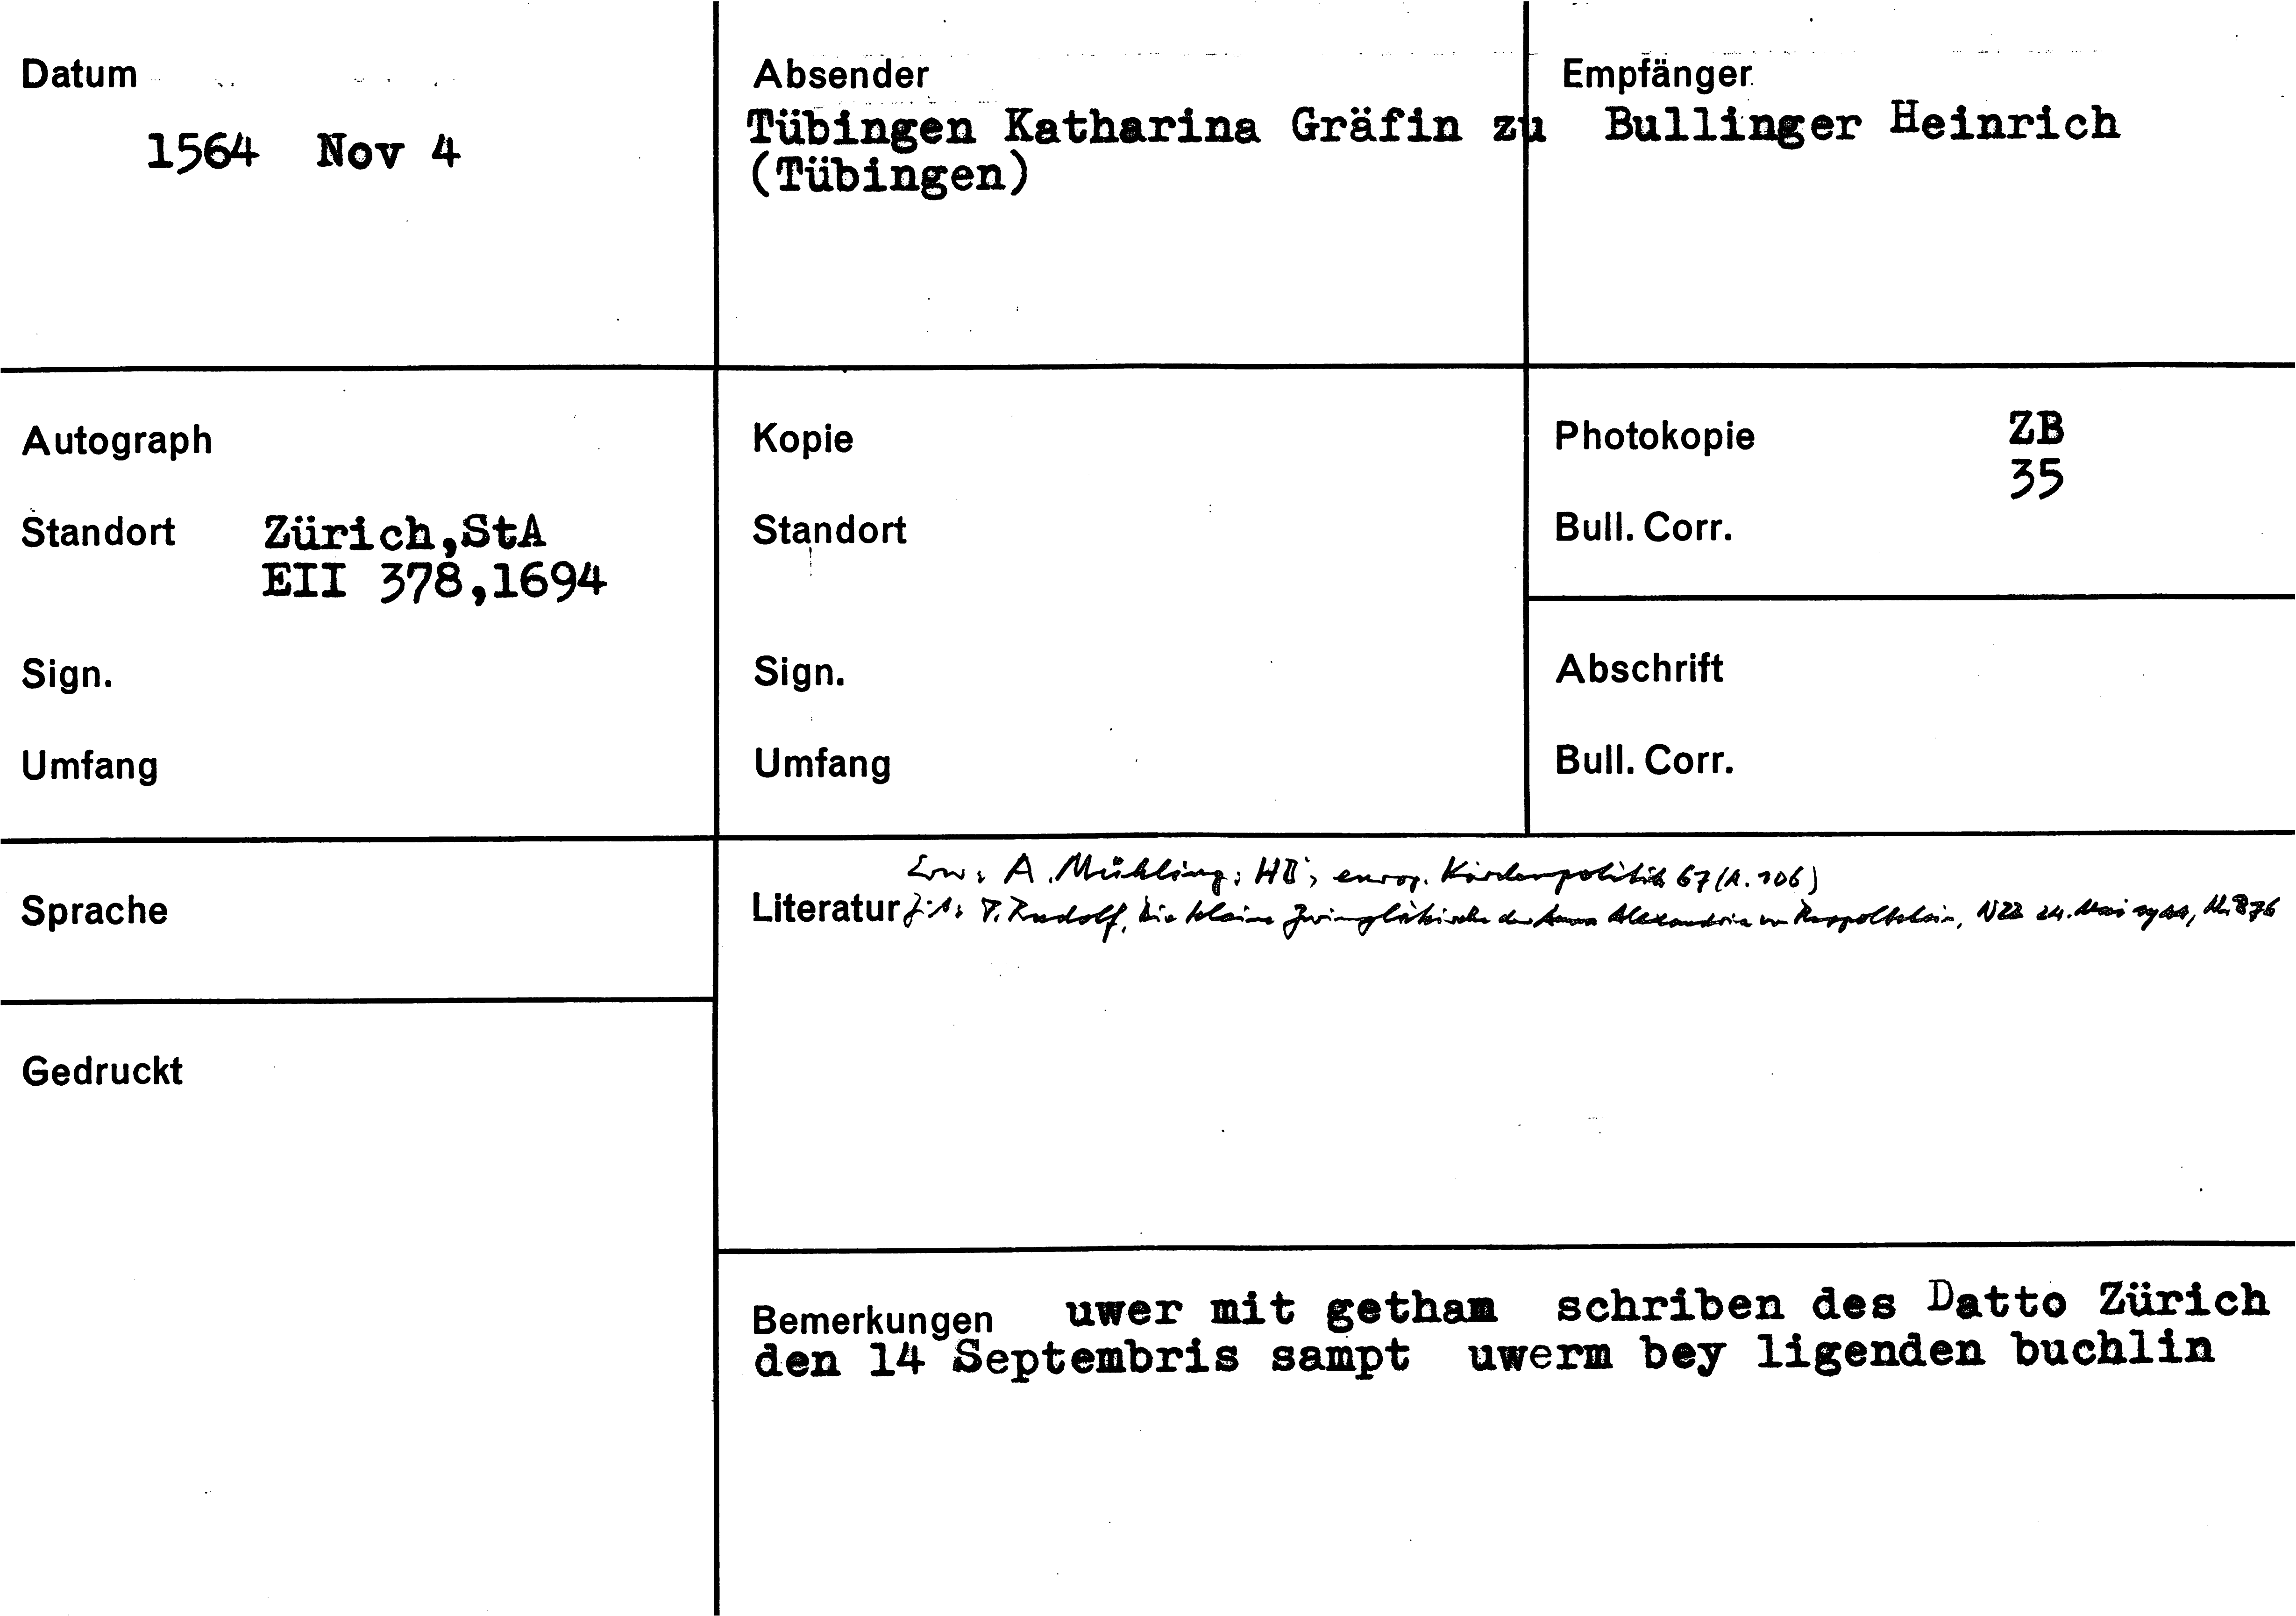 Datum
1564 Nov 4
Absender
Tübingen Katharina Gräfin zu
(Tübingen)
Empfänger
Bullinger Heinrich
Autograph
Standort Zürich,StA
EII 378,1694
Sign.
Umfang
Kopie
Standort
Sign.
Umfang
Photokopie ZB
35
Bull. Corr.
Abschrift
Bull. Corr.
Sprache
Erw: A. Mühling: HB; europ. Kirchenpolitik 67 (A. 106)
Literatur F. Rudolf, Die kleine Zwinglikirche der Anna Alexandria von Rappoltstein, NZZ 24. Mai 1944, Nr. 876
Gedruckt
Bemerkungen uwer mit gethan schriben des Datto Zürich
den 14 Septembris sampt uwerm bey ligenden buchlin